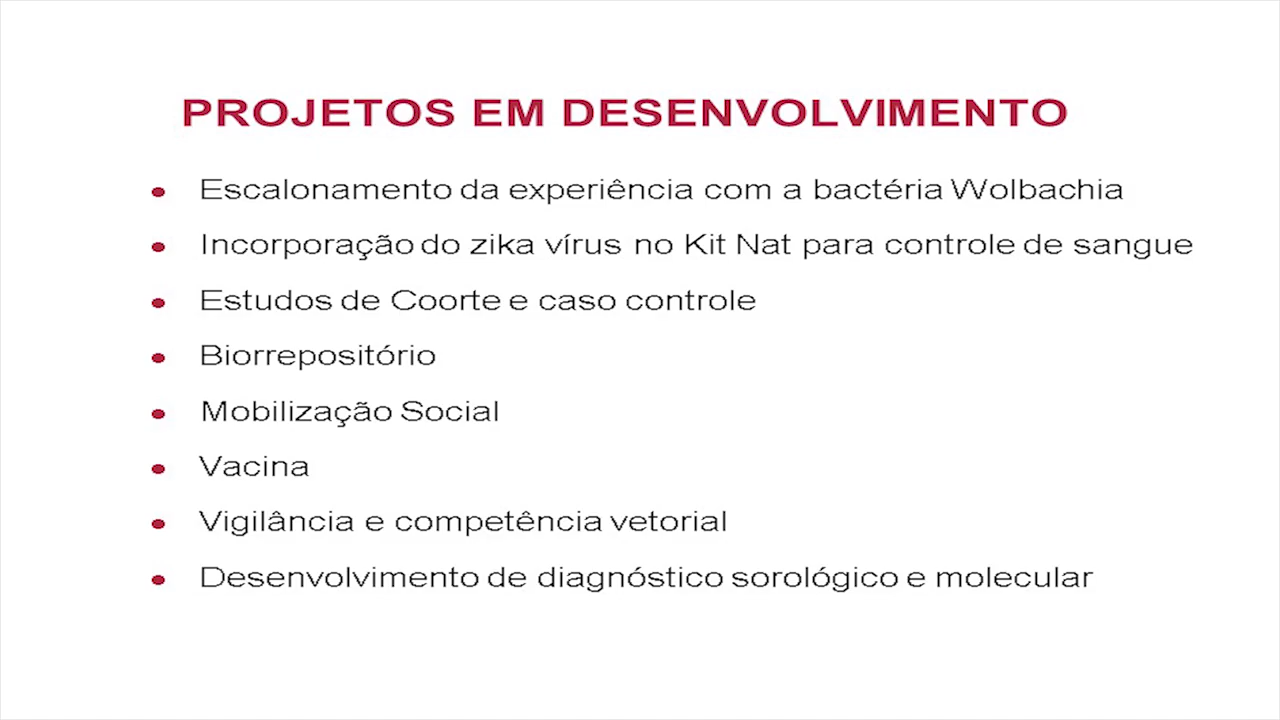 PROJETOS EM DESENVOLVIMENTO
• Escalonamento da experiência com a bactéria Wolbachia
• Incorporação do zika vírus no Kit Nat para controle de sangue
• Estudos de Coorte e caso controle
• Biorrepositório
• Mobilização Social
• Vacina
• Vigilância e competência vetorial
• Desenvolvimento de diagnóstico sorológico e molecular